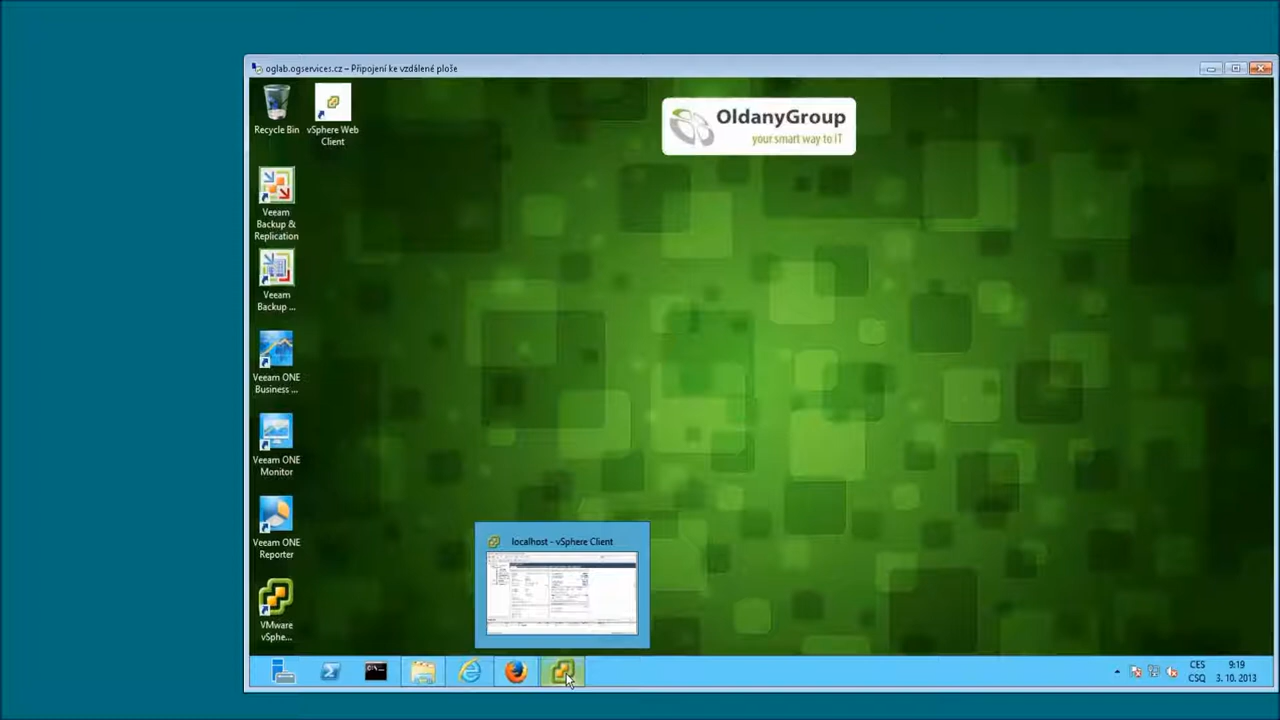 oglab.ogservices.cz – Připojení ke vzdálené ploše
Recycle Bin
vSphere Web
Client
OldanyGroup
your smart way to IT
Veeam
Backup &
Replication
Veeam
Backup ...
Veeam ONE
Business ...
Veeam ONE
Monitor
Veeam ONE
Reporter
VMware
vSphe...
localhost - vSphere Client
CES
CSQ
9:19
3. 10. 2013